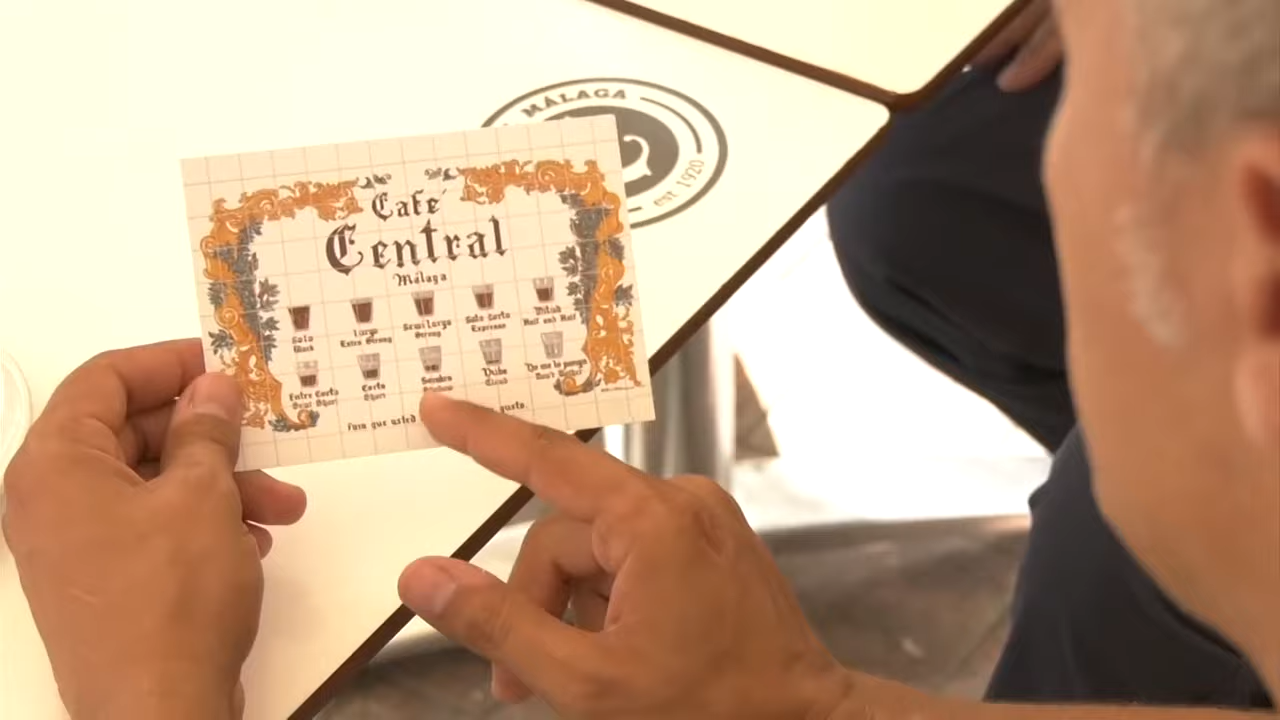 MÁLAGA
est 1920
Café
Central
Málaga
Solo
Black
Largo
Extra Strong
Semi Largo
Strong
Solo Corto
Expresso
Mitad
Half and Half
Entre Corto
Semi Short
Corto
Short
Sombra
Nube
Cloud
No me lo ponga
Don't Bother
Para que usted
gusto.